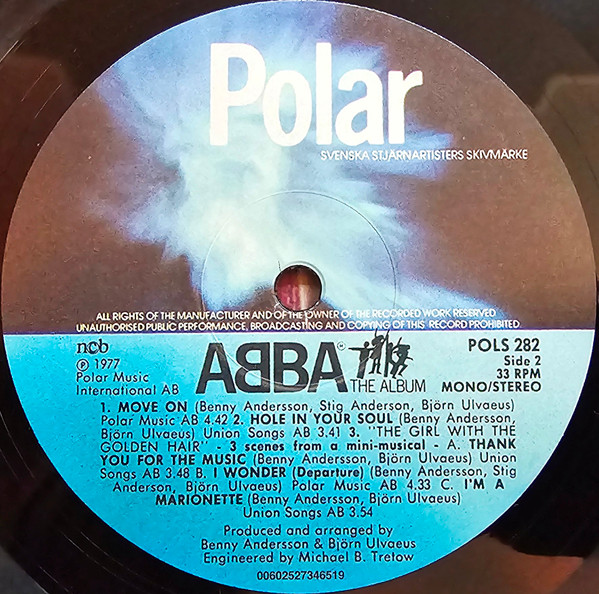 Polar
SVENSKA STJÄRNARTISTERS SKIVMÄRKE
ALL RIGHTS OF THE MANUFACTURER AND OF THE OWNER OF THE RECORDED WORK RESERVED
UNAUTHORISED PUBLIC PERFORMANCE, BROADCASTING AND COPYING OF THIS RECORD PROHIBITED.
ncb
Ⓟ 1977
Polar Music
International AB
ABBA
THE ALBUM
POLS 282
Side 2
33 RPM
MONO/STEREO
1. MOVE ON (Benny Andersson, Stig Anderson, Björn Ulvaeus)
Polar Music AB 4.42 2. HOLE IN YOUR SOUL (Benny Andersson,
Björn Ulvaeus) Union Songs AB 3.41 3. "THE GIRL WITH THE
GOLDEN HAIR" - 3 scenes from a mini-musical - A. THANK
YOU FOR THE MUSIC (Benny Andersson, Björn Ulvaeus) Union
Songs AB 3.48 B. I WONDER (Departure) (Benny Andersson, Stig
Anderson, Björn Ulvaeus) Polar Music AB 4.33 C. I'M A
MARIONETTE (Benny Andersson, Björn Ulvaeus)
Union Songs AB 3.54
Produced and arranged by
Benny Andersson & Björn Ulvaeus
Engineered by Michael B. Tretow
00602527346519